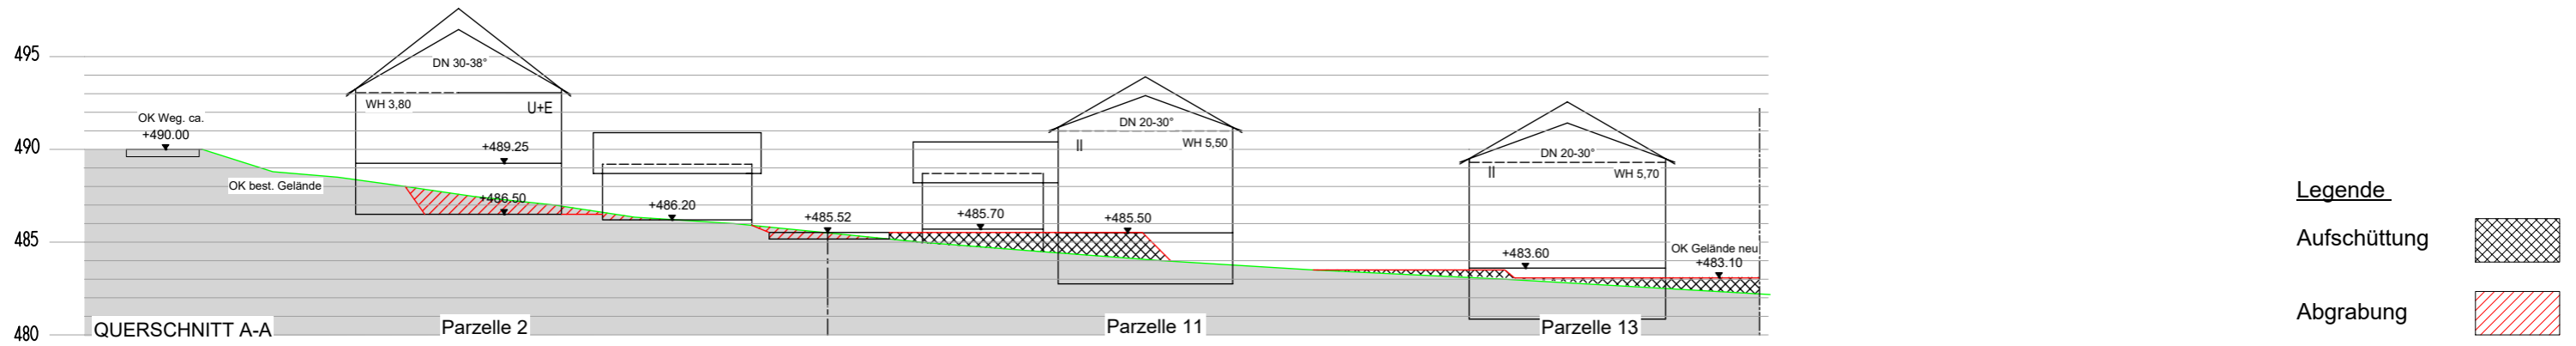 495
490
485
480
OK Weg. ca.
+490.00
OK best. Gelände
QUERSCHNITT A-A
DN 30-38°
WH 3,80
U+E
+489.25
+486.50
Parzelle 2
+486.20
+485.52
+485.70
DN 20-30°
II
WH 5,50
+485.50
Parzelle 11
DN 20-30°
II
WH 5,70
+483.60
OK Gelände neu
+483.10
Parzelle 13
Legende
Aufschüttung
Abgrabung